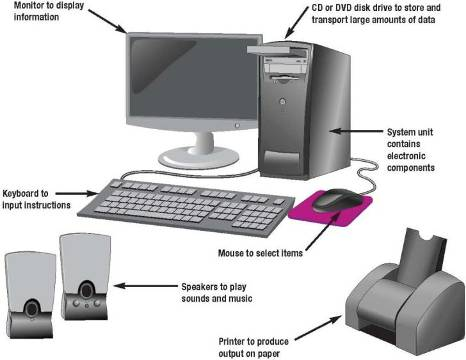 Monitor to display
information
CD or DVD disk drive to store and
transport large amounts of data
System unit
contains
electronic
components
Keyboard to
input instructions
Mouse to select items
Speakers to play
sounds and music
Printer to produce
output on paper